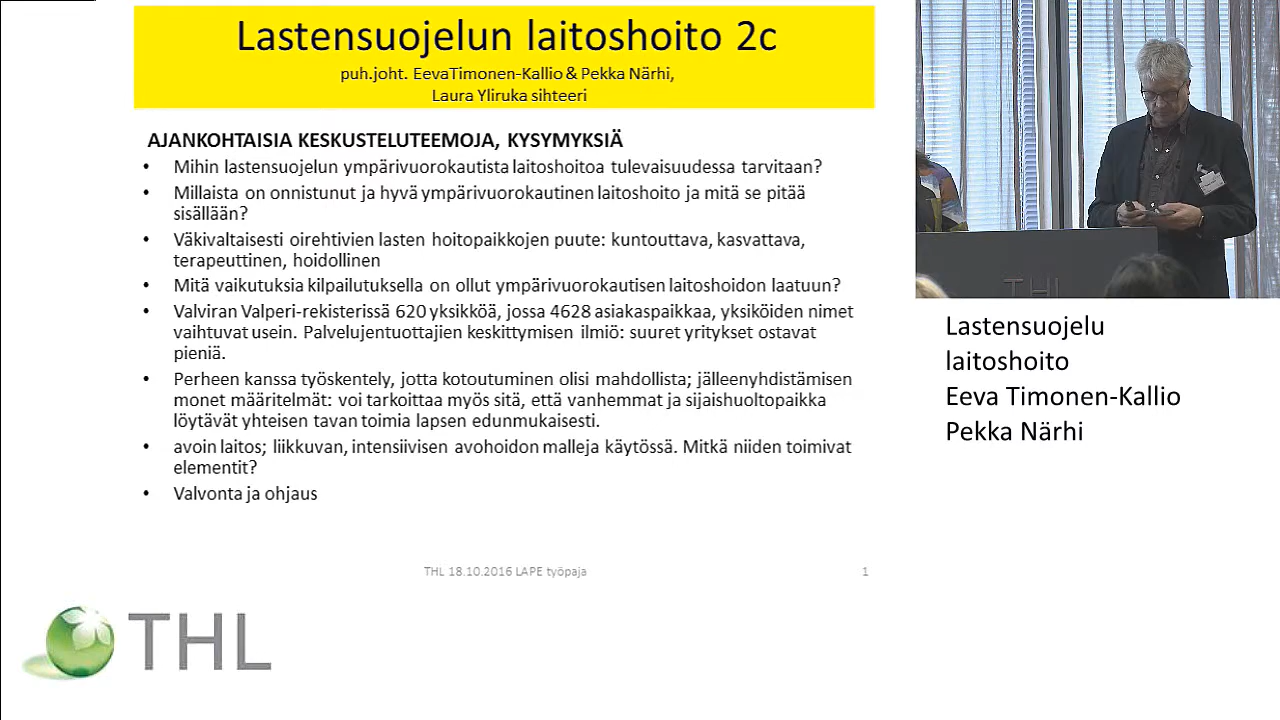 Lastensuojelun laitoshoito 2c
puh.joht. EevaTimonen-Kallio & Pekka Närhi,
Laura Yliruka sihteeri
AJANKOHTAISIA KESKUSTELUTEEMOJA, KYSYMYKSIÄ
• Mihin lastensuojelun ympärivuorokautista laitoshoitoa tulevaisuudessa tarvitaan?
• Millaista on onnistunut ja hyvä ympärivuorokautinen laitoshoito ja mitä se pitää
sisällään?
• Väkivaltaisesti oirehtivien lasten hoitopaikkojen puute: kuntouttava, kasvattava,
terapeuttinen, hoidollinen
• Mitä vaikutuksia kilpailutuksella on ollut ympärivuorokautisen laitoshoidon laatuun?
• Valviran Valperi-rekisterissä 620 yksikköä, jossa 4628 asiakaspaikkaa, yksiköiden nimet
vaihtuvat usein. Palvelujentuottajien keskittymisen ilmiö: suuret yritykset ostavat
pieniä.
• Perheen kanssa työskentely, jotta kotoutuminen olisi mahdollista; jälleenyhdistämisen
monet määritelmät: voi tarkoittaa myös sitä, että vanhemmat ja sijaishuoltopaikka
löytävät yhteisen tavan toimia lapsen edunmukaisesti.
• avoin laitos; liikkuvan, intensiivisen avohoidon malleja käytössä. Mitkä niiden toimivat
elementit?
• Valvonta ja ohjaus
THL 18.10.2016 LAPE työpaja
1
THL
THL
Lastensuojelu
laitoshoito
Eeva Timonen-Kallio
Pekka Närhi